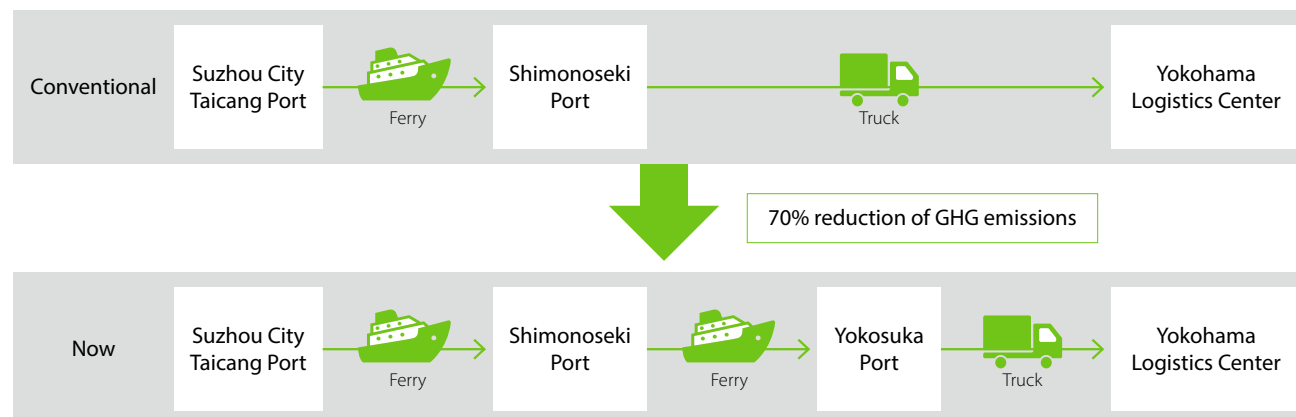 Conventional
Suzhou City
Taicang Port
Ferry
Shimonoseki
Port
Truck
Yokohama
Logistics Center
70% reduction of GHG emissions
Now
Suzhou City
Taicang Port
Ferry
Shimonoseki
Port
Ferry
Yokosuka
Port
Truck
Yokohama
Logistics Center